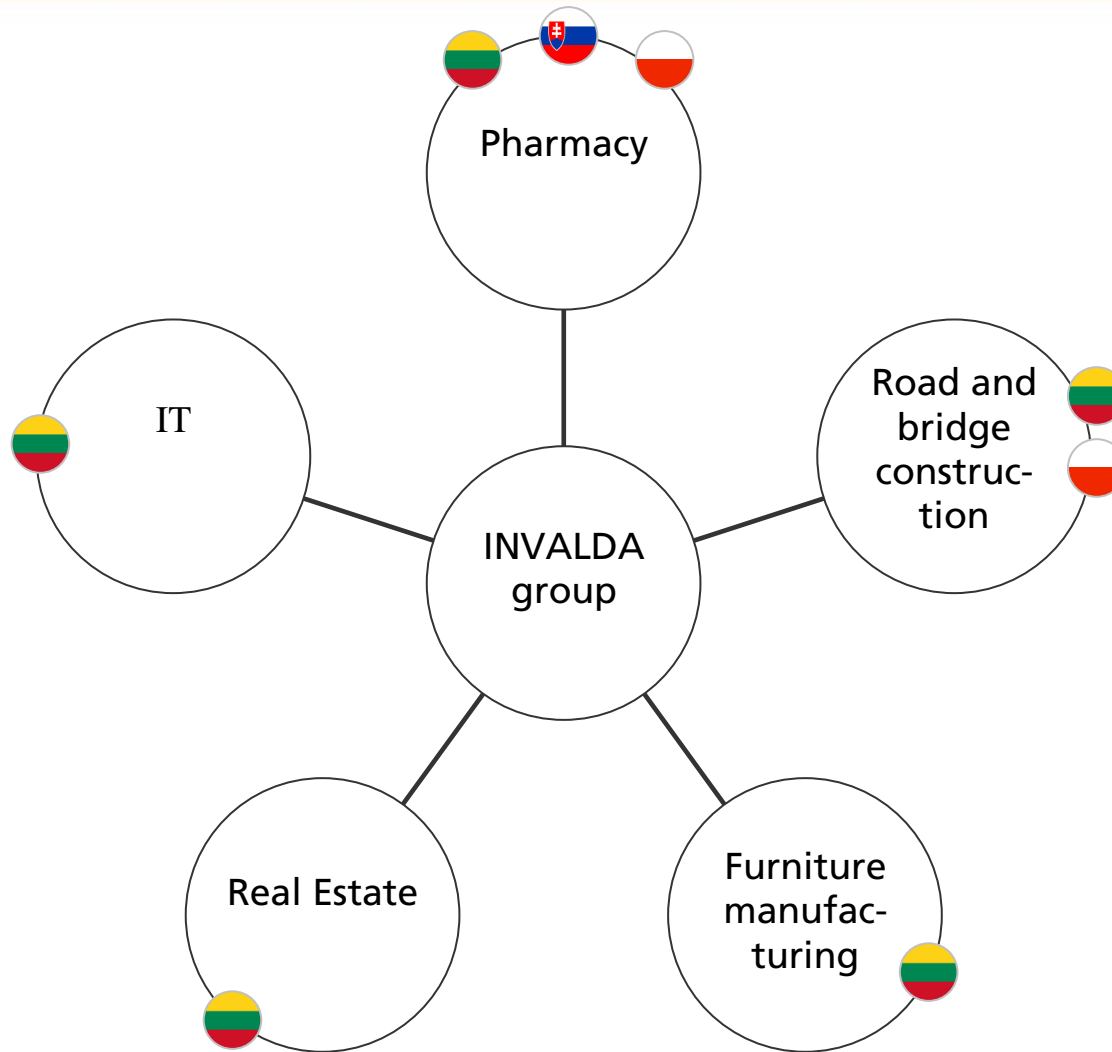 Pharmacy
IT
Road and
bridge
construc-
tion
INVALDA
group
Real Estate
Furniture
manufac-
turing